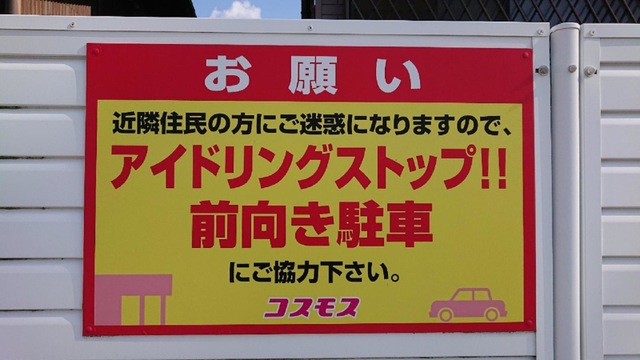 お願い
近隣住民の方にご迷惑になりますので、
アイドリングストップ!!
前向き駐車
にご協力下さい。
コスモス